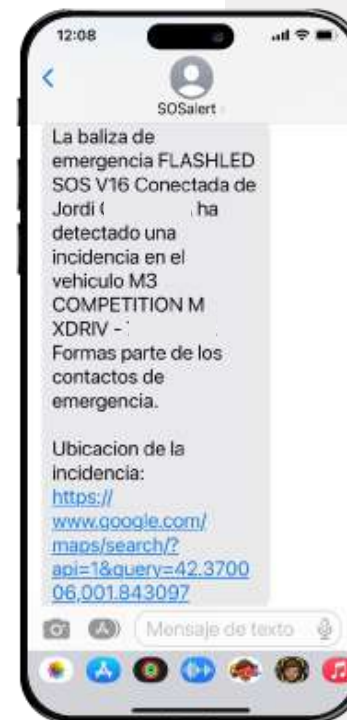 12:08
SOSalert
La baliza de
emergencia FLASHLED
SOS V16 Conectada de
Jordi ( , ha
detectado una
incidencia en el
vehiculo M3
COMPETITION M
XDRIV -
Formas parte de los
contactos de
emergencia.
Ubicacion de la
incidencia:
https://
www.google.com/
maps/search/?
api=1&query=42.3700
06,001.843097
Mensaje de texto